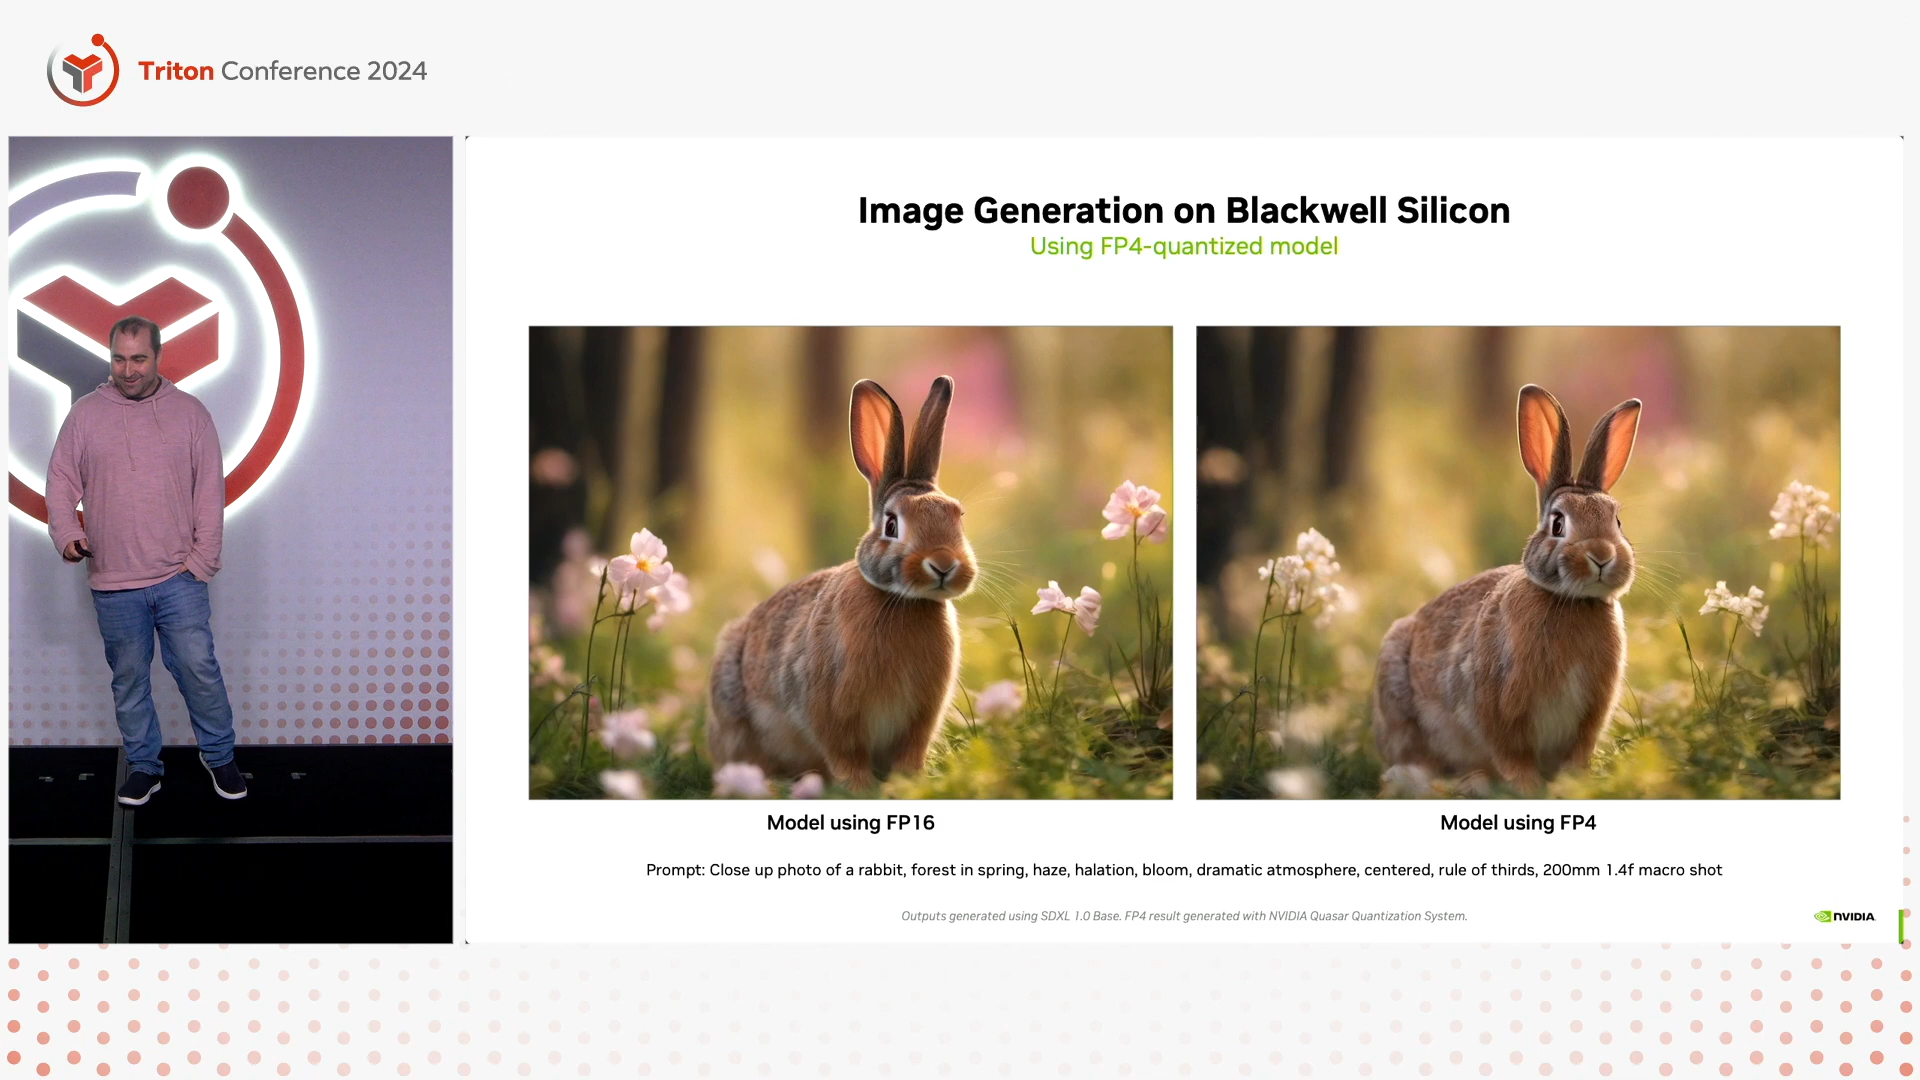 Triton Conference 2024
Image Generation on Blackwell Silicon
Using FP4-quantized model
Model using FP16
Model using FP4
Prompt: Close up photo of a rabbit, forest in spring, haze, halation, bloom, dramatic atmosphere, centered, rule of thirds, 200mm 1.4f macro shot
Outputs generated using SDXL 1.0 Base. FP4 result generated with NVIDIA Quasar Quantization System.
NVIDIA